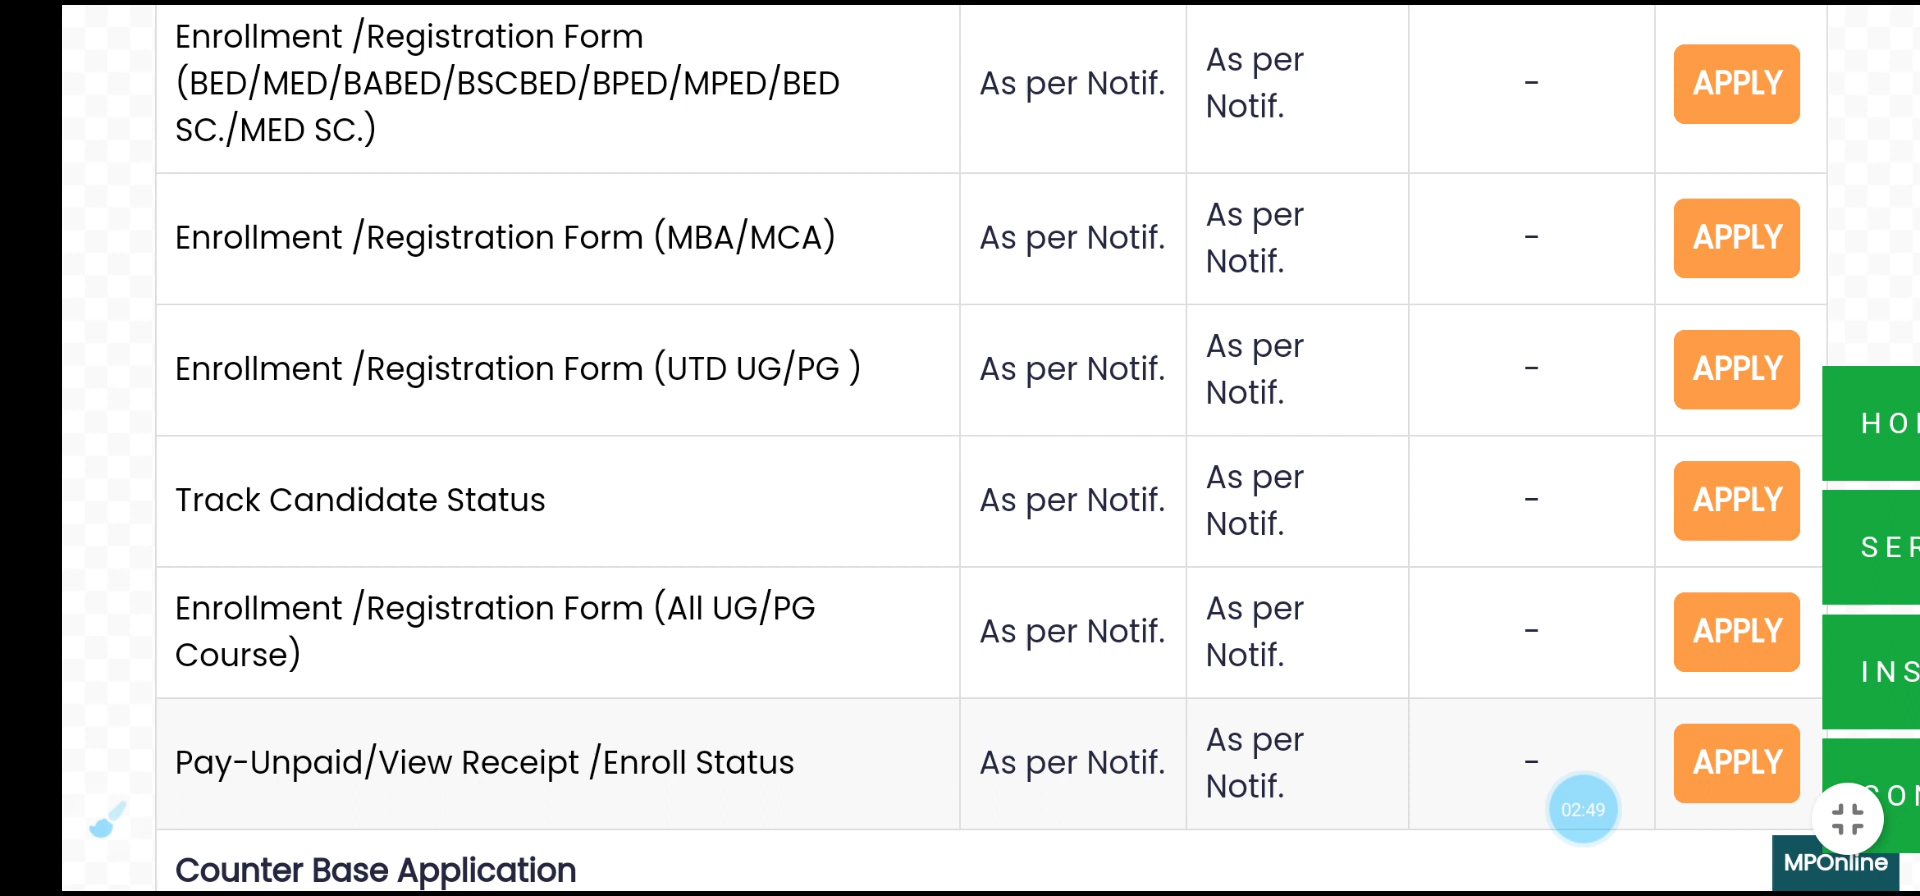 Enrollment /Registration Form
(BED/MED/BABED/BSCBED/BPED/MPED/BED
SC./MED SC.)
As per Notif.
As per
Notif.
-
APPLY
Enrollment /Registration Form (MBA/MCA)
As per Notif.
As per
Notif.
-
APPLY
Enrollment /Registration Form (UTD UG/PG )
As per Notif.
As per
Notif.
-
APPLY
Track Candidate Status
As per Notif.
As per
Notif.
-
APPLY
Enrollment /Registration Form (All UG/PG
Course)
As per Notif.
As per
Notif.
-
APPLY
Pay-Unpaid/View Receipt /Enroll Status
As per Notif.
As per
Notif.
-
APPLY
Counter Base Application
02:49
MPOnline